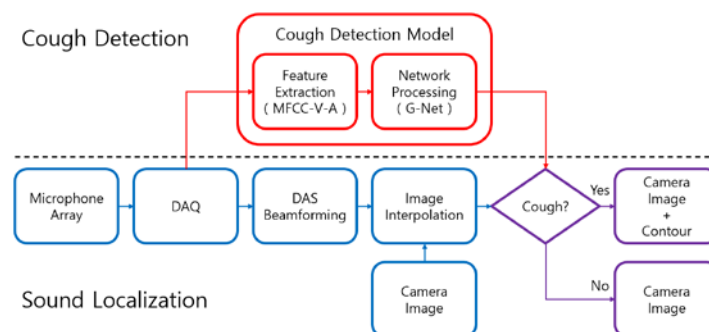 Cough Detection
Cough Detection Model
Feature
Extraction
( MFCC-V-A )
Network
Processing
( G-Net )
Microphone
Array
DAQ
DAS
Beamforming
Image
Interpolation
Cough?
Yes
Camera
Image
+
Contour
Sound Localization
Camera
Image
No
Camera
Image